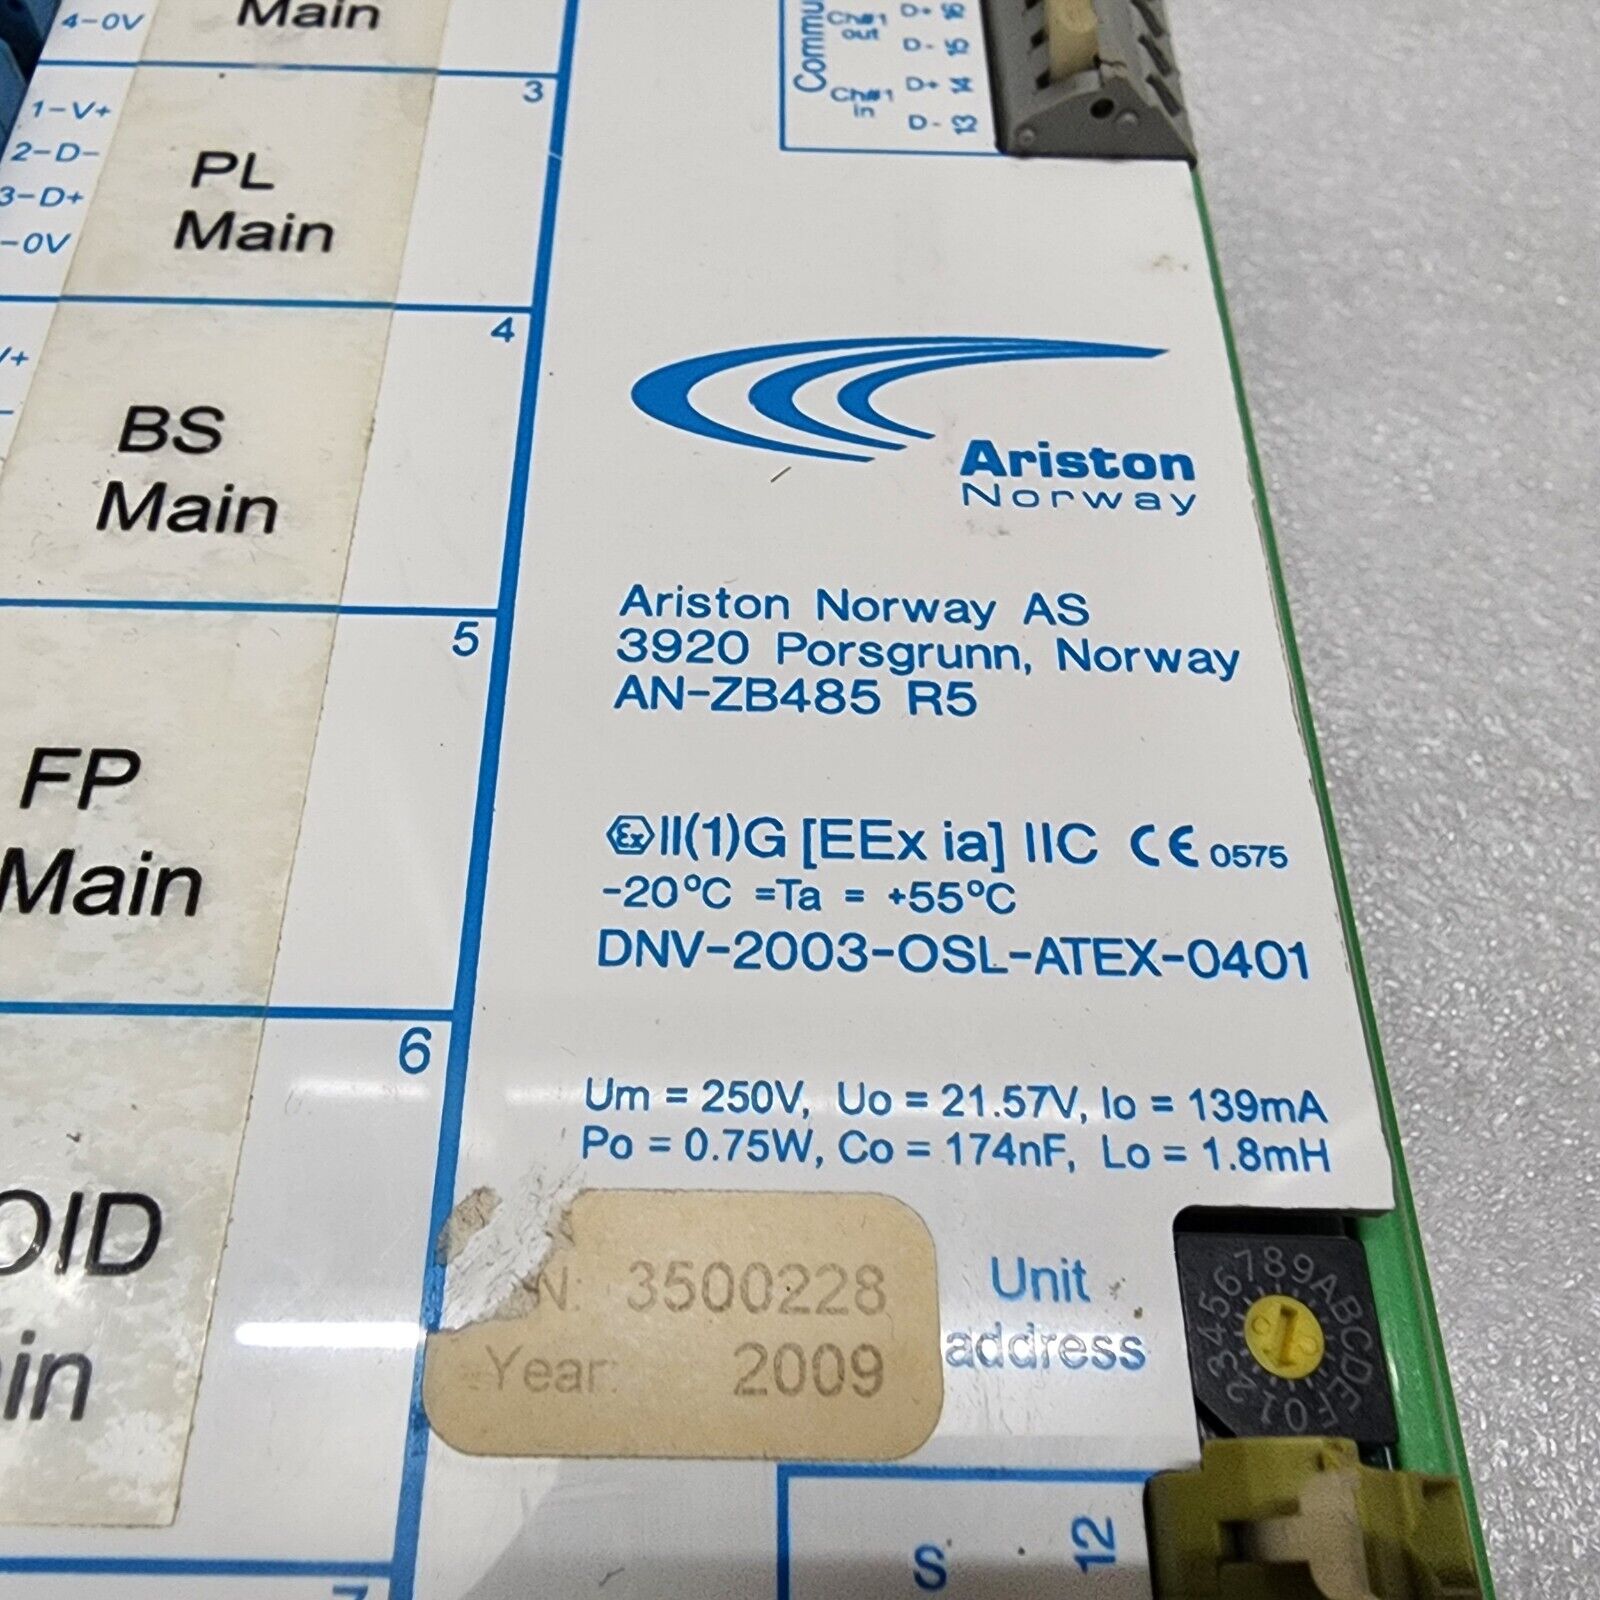 4-0V
Main
3
1-V+
2-D-
3-D+
-0V
PL
Main
4
V+
BS
Main
5
FP
Main
6
OID
in
7
Commu
Ch#1
out
D+ 16
D- 15
Ch#1
in
D+ 14
D- 13
Ariston
Norway
Ariston Norway AS
3920 Porsgrunn, Norway
AN-ZB485 R5
Ex II(1)G [EEx ia] IIC CE 0575
-20°C =Ta = +55°C
DNV-2003-OSL-ATEX-0401
Um = 250V, Uo = 21.57V, Io = 139mA
Po = 0.75W, Co = 174nF, Lo = 1.8mH
N: 3500228
Year: 2009
Unit
address
0123456789ABCDEF
S 12